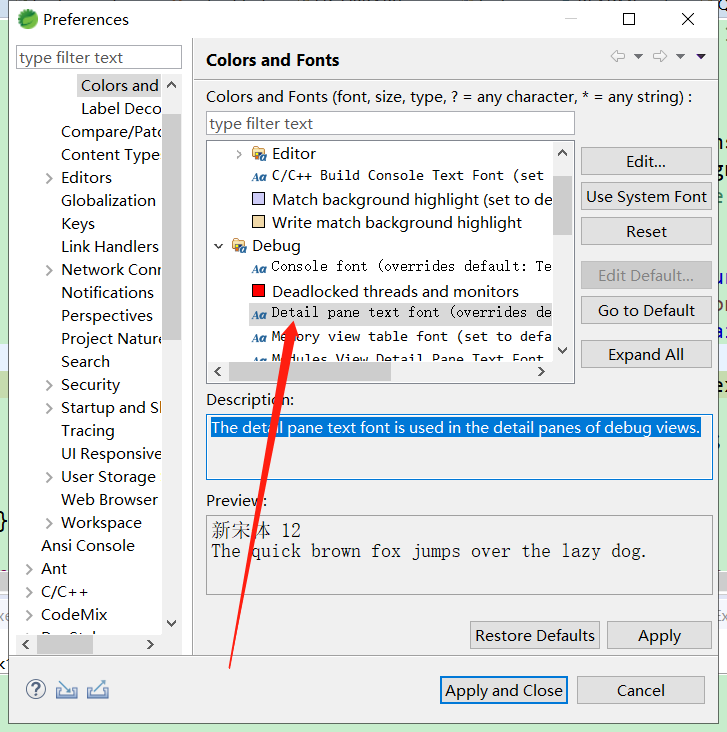 Preferences
type filter text
Colors and
Label Deco
Compare/Patc
Content Type
Editors
Globalization
Keys
Link Handlers
Network Conn
Notifications
Perspectives
Project Nature
Search
Security
Startup and Sh
Tracing
UI Responsive
User Storage
Web Browser
Workspace
Ansi Console
Ant
C/C++
CodeMix
Colors and Fonts
Colors and Fonts (font, size, type, ? = any character, * = any string) :
type filter text
Editor
C/C++ Build Console Text Font (set
Match background highlight (set to de
Write match background highlight
Debug
Console font (overrides default: Te
Deadlocked threads and monitors
Detail pane text font (overrides de
Memory view table font (set to defa
Modules View Detail Pane Text Font
Edit...
Use System Font
Reset
Edit Default...
Go to Default
Expand All
Description:
The detail pane text font is used in the detail panes of debug views.
Preview:
新宋体 12
The quick brown fox jumps over the lazy dog.
Restore Defaults
Apply
Apply and Close
Cancel